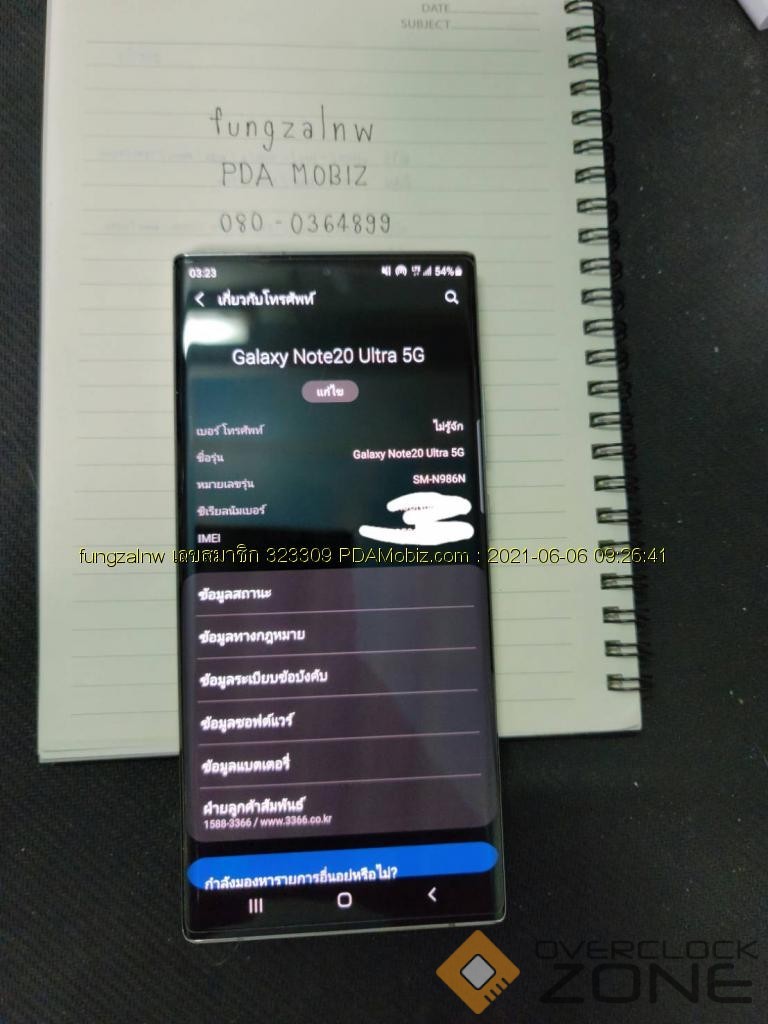 DATE
SUBJECT
fungzalnw
PDA MOBIZ
080-0364899
03:23 54%
เกี่ยวกับโทรศัพท์
Galaxy Note20 Ultra 5G
แก้ไข
เบอร์โทรศัพท์ ไม่รู้จัก
ชื่อรุ่น Galaxy Note20 Ultra 5G
หมายเลขรุ่น SM-N986N
ซีเรียลนัมเบอร์
IMEI
fungzalnw เลขสมาชิก 323309 PDAMobiz.com : 2021-06-06 09:26:41
ข้อมูลสถานะ
ข้อมูลทางกฎหมาย
ข้อมูลระเบียบข้อบังคับ
ข้อมูลซอฟต์แวร์
ข้อมูลแบตเตอรี่
ฝ่ายลูกค้าสัมพันธ์
1588-3366 / www.3366.co.kr
กำลังมองหารายการอื่นอยู่หรือไม่?
OVERCLOCK
ZONE